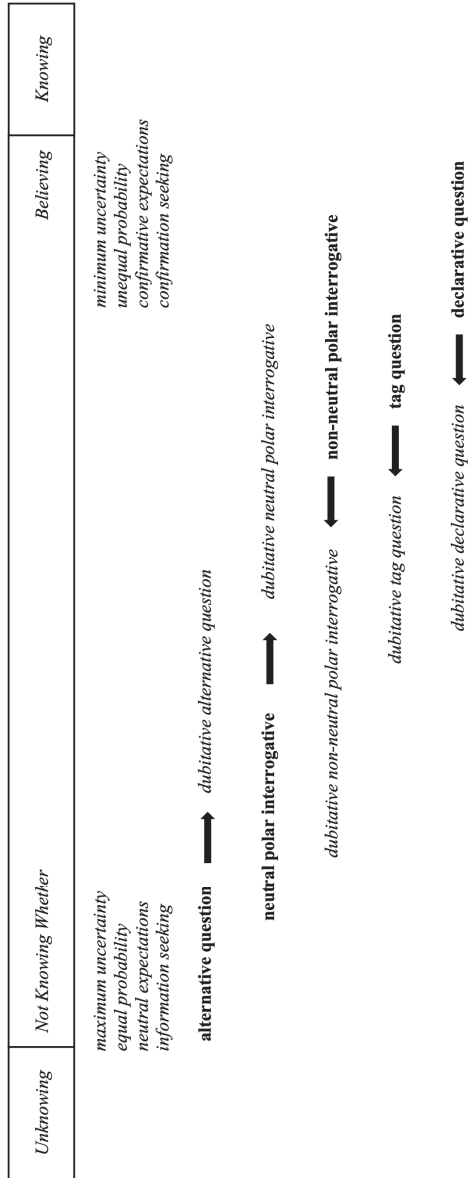 Unknowing
Not Knowing Whether
Believing
Knowing
maximum uncertainty
equal probability
neutral expectations
information seeking
minimum uncertainty
unequal probability
confirmative expectations
confirmation seeking
alternative question
dubitative alternative question
neutral polar interrogative
dubitative neutral polar interrogative
dubitative non-neutral polar interrogative
non-neutral polar interrogative
dubitative tag question
tag question
dubitative declarative question
declarative question